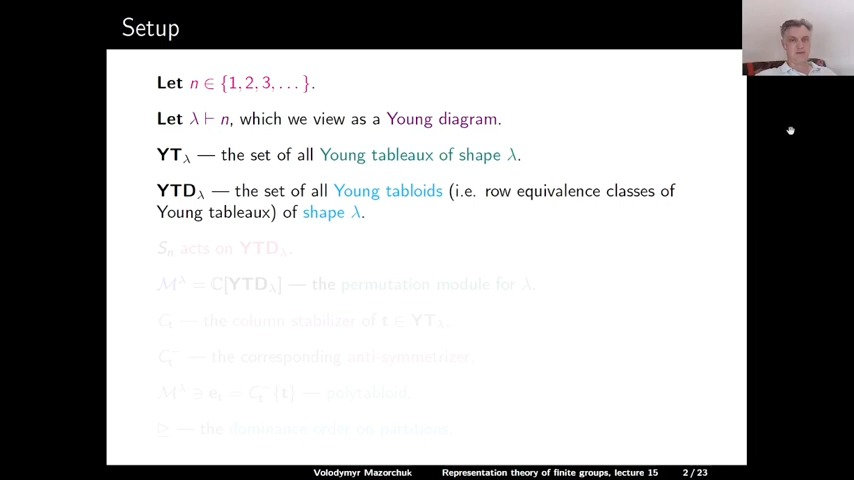 Setup
Let n ∈ {1, 2, 3, . . . }.
Let λ ⊢ n, which we view as a Young diagram.
YT_λ — the set of all Young tableaux of shape λ.
YTD_λ — the set of all Young tabloids (i.e. row equivalence classes of
Young tableaux) of shape λ.
S_n acts on YTD_λ.
M^λ = ℂ[YTD_λ] — the permutation module for λ.
C_t — the column stabilizer of t ∈ YT_λ.
C_t^− — the corresponding anti-symmetrizer.
M^λ ∋ e_t = C_t^−(t) — polytabloid.
⊵ — the dominance order on partitions.
Volodymyr Mazorchuk Representation theory of finite groups, lecture 15 2 / 23